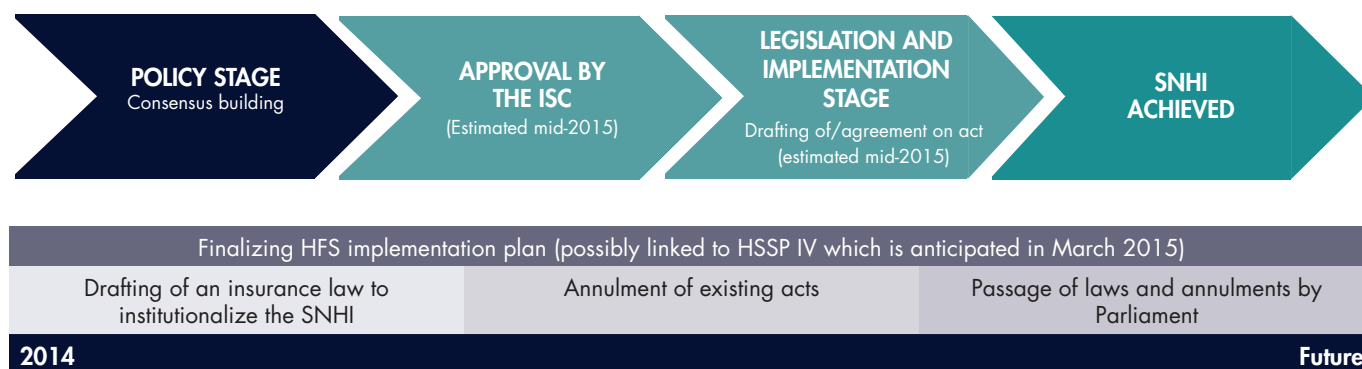 POLICY STAGE
Consensus building
APPROVAL BY
THE ISC
(Estimated mid-2015)
LEGISLATION AND
IMPLEMENTATION
STAGE
Drafting of/agreement on act
(estimated mid-2015)
SNHI
ACHIEVED
Finalizing HFS implementation plan (possibly linked to HSSP IV which is anticipated in March 2015)
Drafting of an insurance law to
institutionalize the SNHI
Annulment of existing acts
Passage of laws and annulments by
Parliament
2014
Future